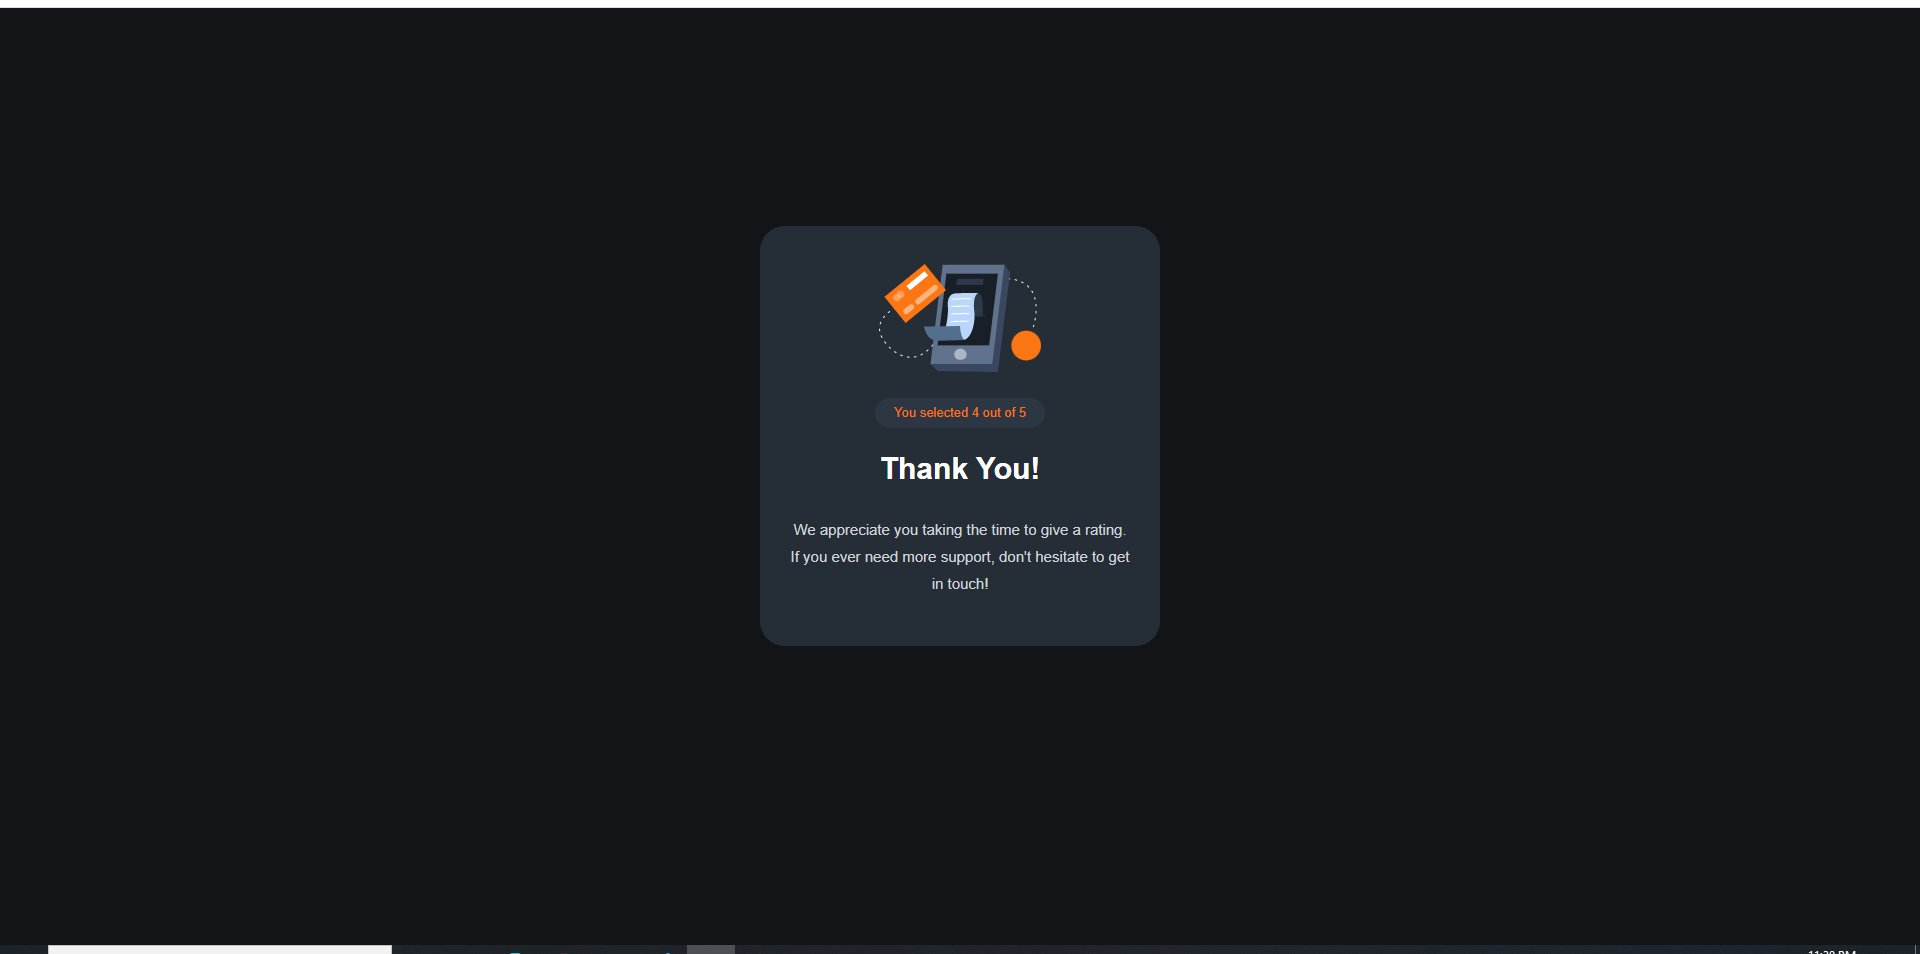 You selected 4 out of 5
Thank You!
We appreciate you taking the time to give a rating.
If you ever need more support, don't hesitate to get
in touch!